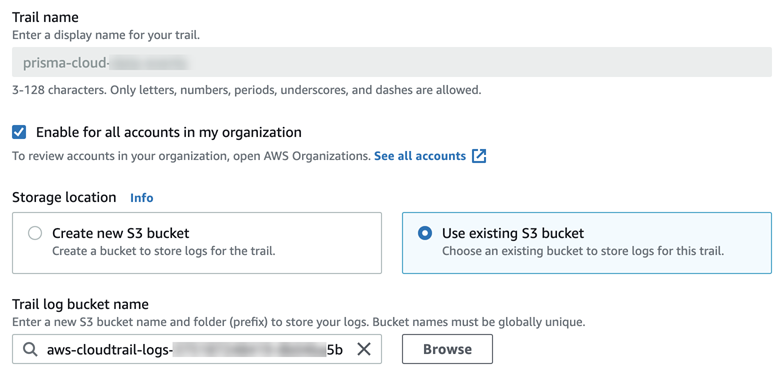 Trail name
Enter a display name for your trail.
prisma-cloud-
3-128 characters. Only letters, numbers, periods, underscores, and dashes are allowed.
Enable for all accounts in my organization
To review accounts in your organization, open AWS Organizations. See all accounts
Storage location Info
Create new S3 bucket
Create a bucket to store logs for the trail.
Use existing S3 bucket
Choose an existing bucket to store logs for this trail.
Trail log bucket name
Enter a new S3 bucket name and folder (prefix) to store your logs. Bucket names must be globally unique.
aws-cloudtrail-logs- 5b Browse